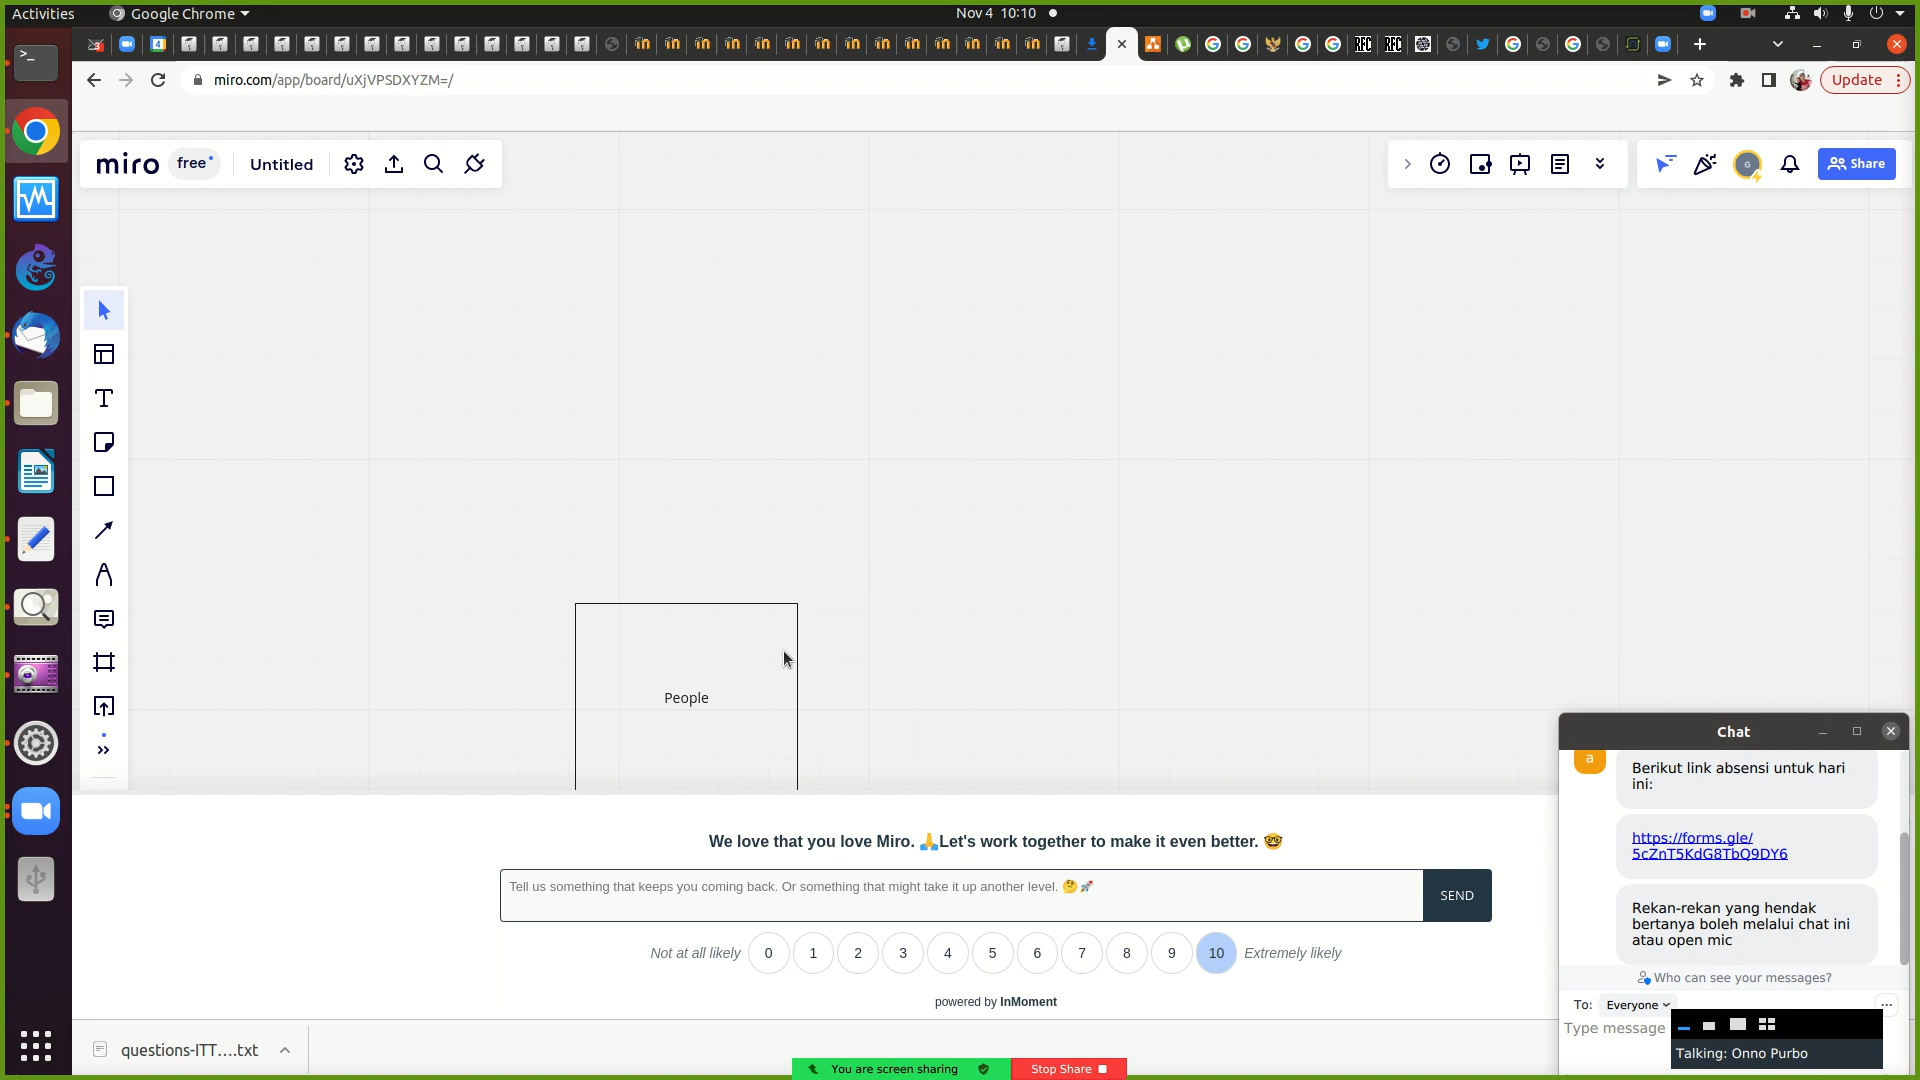 Activities
Google Chrome
Nov 4 10:10
miro.com/app/board/uXjVPSDXYZM=/
Update
miro
free
Untitled
Share
People
Chat
a
Berikut link absensi untuk hari
ini:
https://forms.gle/
5cZnT5KdG8TbQ9DY6
Rekan-rekan yang hendak
bertanya boleh melalui chat ini
atau open mic
Who can see your messages?
To: Everyone
Type message
Talking: Onno Purbo
We love that you love Miro. 🙏Let's work together to make it even better. 🤓
Tell us something that keeps you coming back. Or something that might take it up another level. 🤔🚀
SEND
Not at all likely 0 1 2 3 4 5 6 7 8 9 10 Extremely likely
powered by InMoment
questions-ITT....txt
You are screen sharing
Stop Share